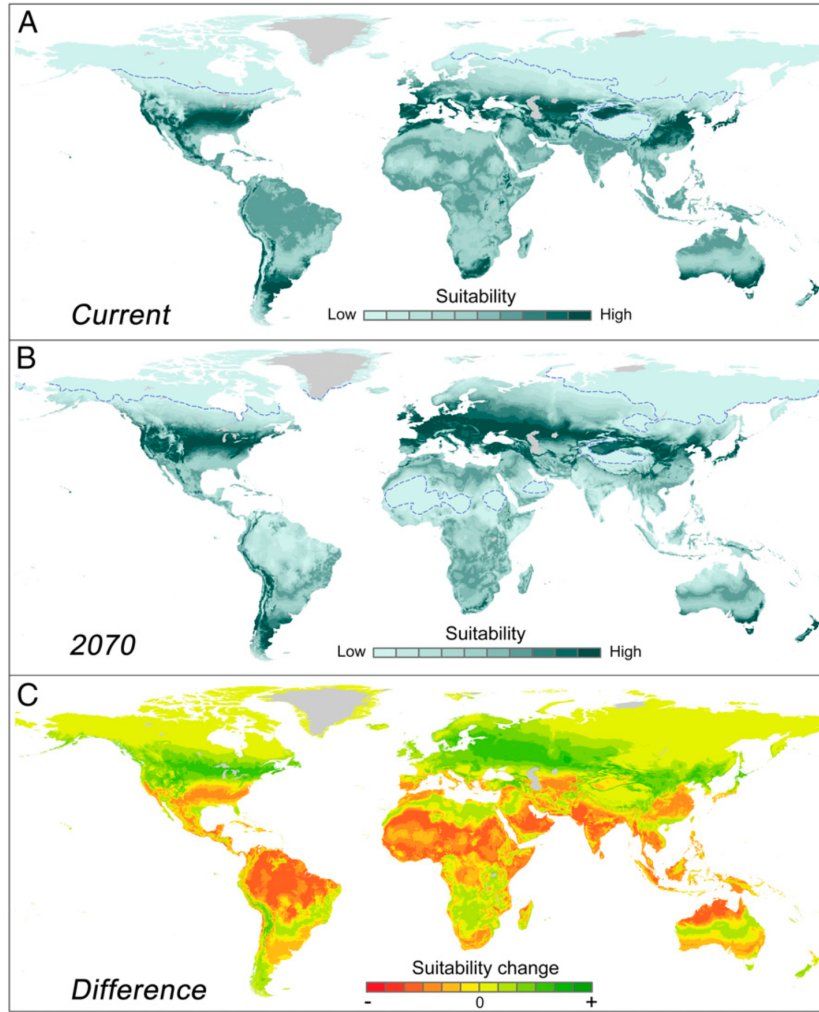 A
Suitability
Low High
Current
B
Suitability
Low High
2070
C
Suitability change
- 0 +
Difference